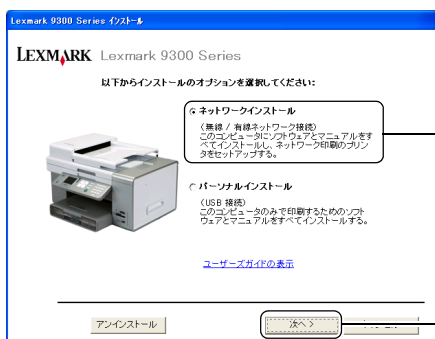 Lexmark 9300 Series インストール
LEXMARK Lexmark 9300 Series
以下からインストールのオプションを選択してください:
ネットワークインストール
(無線 / 有線ネットワーク接続)
このコンピュータにソフトウェアとマニュアルをす
べてインストールし、ネットワーク印刷のプリン
タをセットアップする。
パーソナルインストール
(USB 接続)
このコンピュータのみで印刷するためのソフト
ウェアとマニュアルをすべてインストールする。
ユーザーズガイドの表示
アンインストール
次へ >